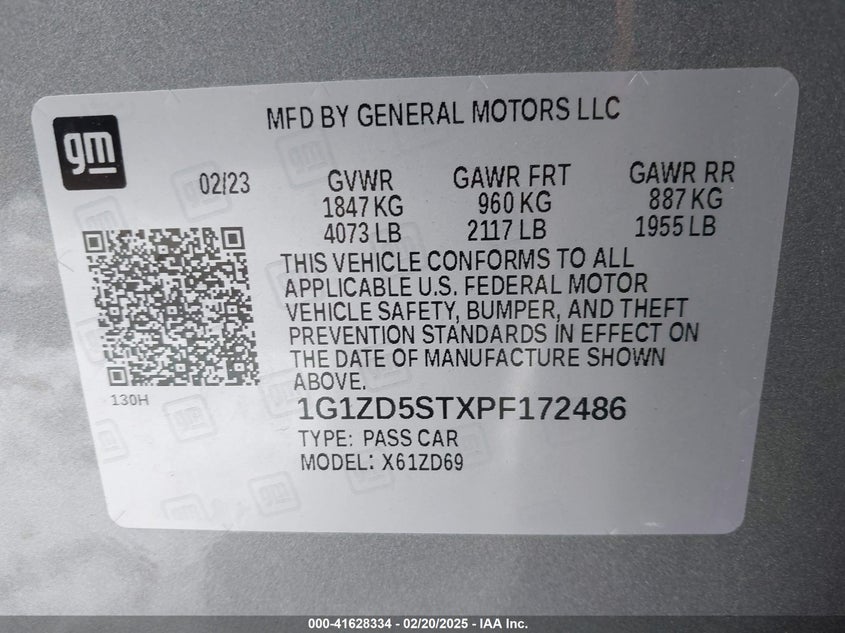 MFD BY GENERAL MOTORS LLC
gm
02/23
GVWR
1847 KG
4073 LB
GAWR FRT
960 KG
2117 LB
GAWR RR
887 KG
1955 LB
THIS VEHICLE CONFORMS TO ALL
APPLICABLE U.S. FEDERAL MOTOR
VEHICLE SAFETY, BUMPER, AND THEFT
PREVENTION STANDARDS IN EFFECT ON
THE DATE OF MANUFACTURE SHOWN
ABOVE.
130H
1G1ZD5STXPF172486
TYPE: PASS CAR
MODEL: X61ZD69
000-41628334 / 02/20/2025 - IAA Inc.